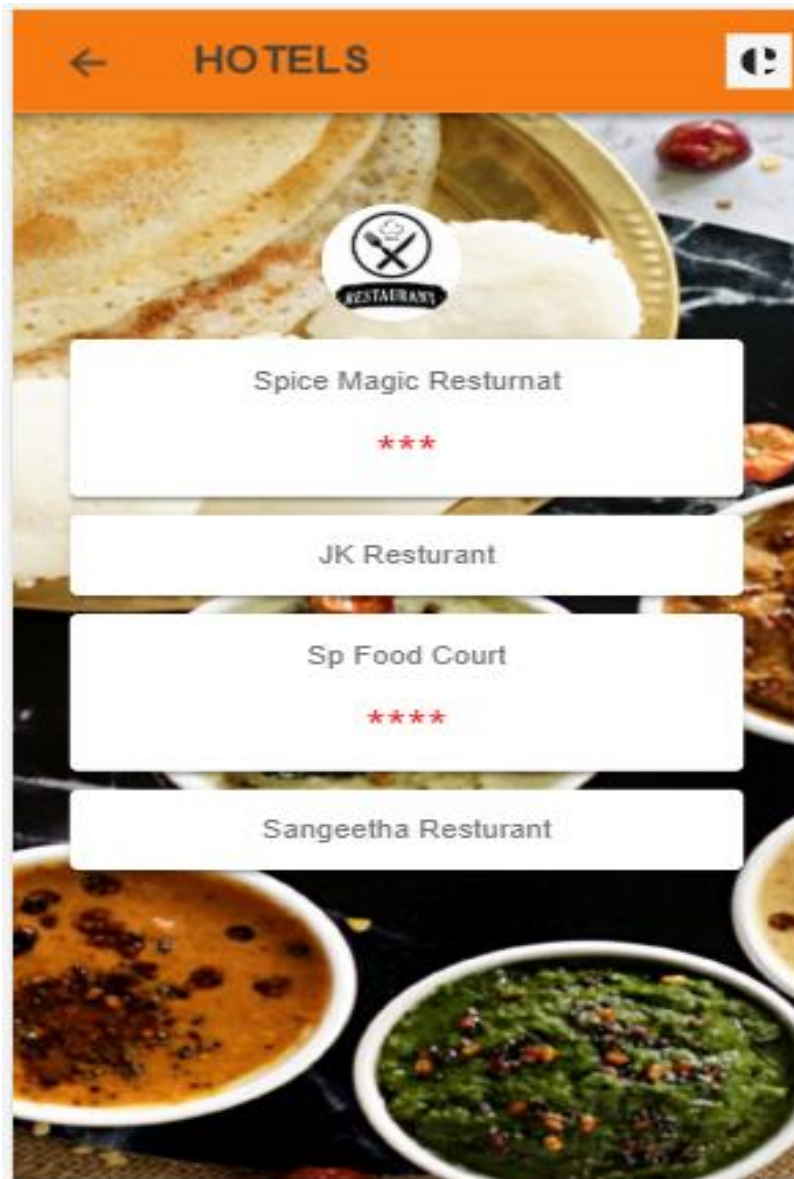 HOTELS
RESTAURANT
Spice Magic Resturnat
***
JK Resturant
Sp Food Court
****
Sangeetha Resturant